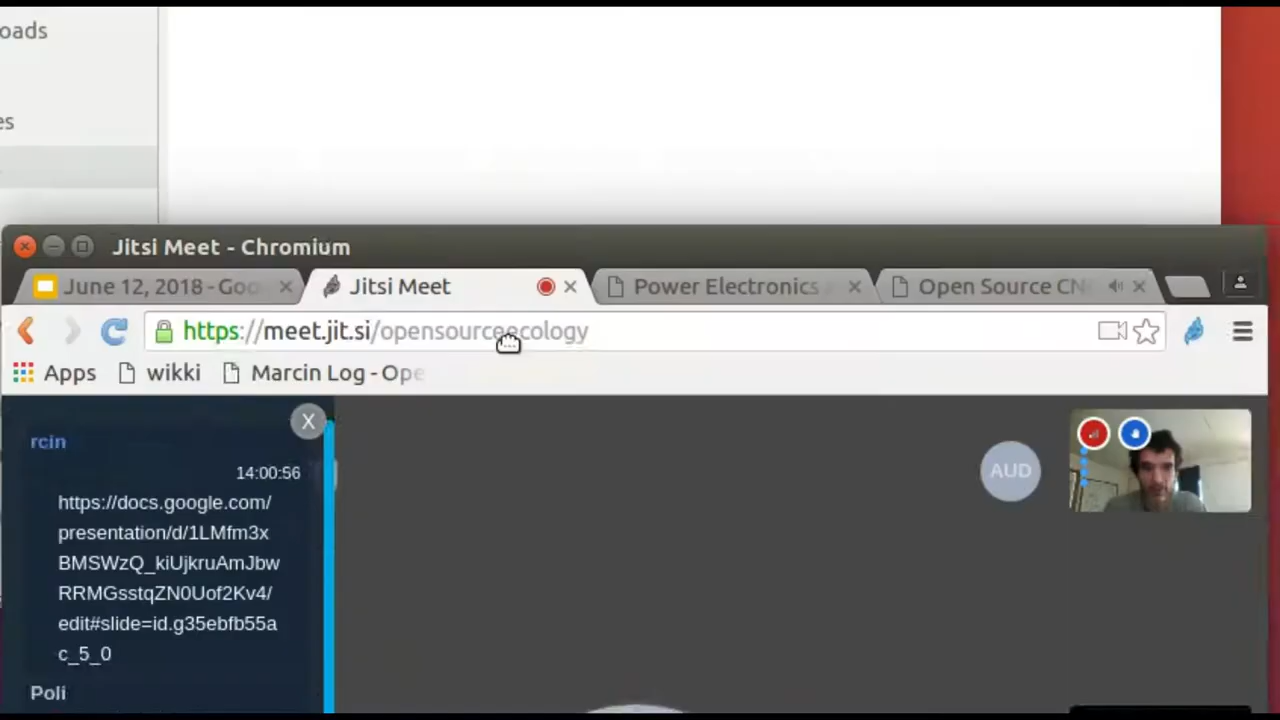 oads
es
Jitsi Meet - Chromium
June 12, 2018 - Goo
Jitsi Meet
Power Electronics a
Open Source CN
https://meet.jit.si/opensourceecology
Apps
wikki
Marcin Log - Ope
X
rcin
14:00:56
https://docs.google.com/
presentation/d/1LMfm3x
BMSWzQ_kiUjkruAmJbw
RRMGsstqZN0Uof2Kv4/
edit#slide=id.g35ebfb55a
c_5_0
Poli
AUD